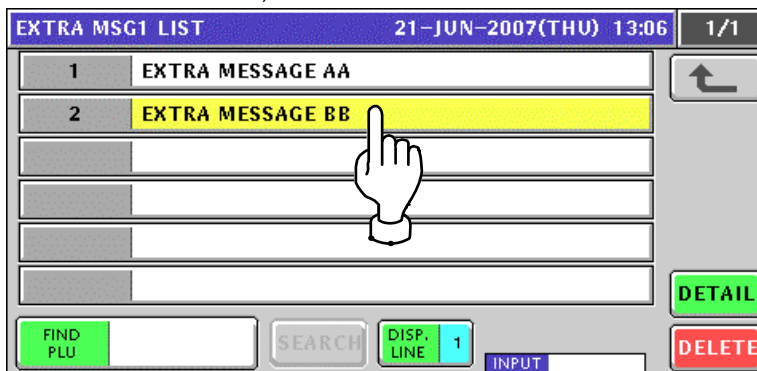 EXTRA MSG1 LIST 21-JUN-2007(THU) 13:06 1/1
1 EXTRA MESSAGE AA
2 EXTRA MESSAGE BB
DETAIL
FIND PLU SEARCH DISP. LINE 1 INPUT DELETE